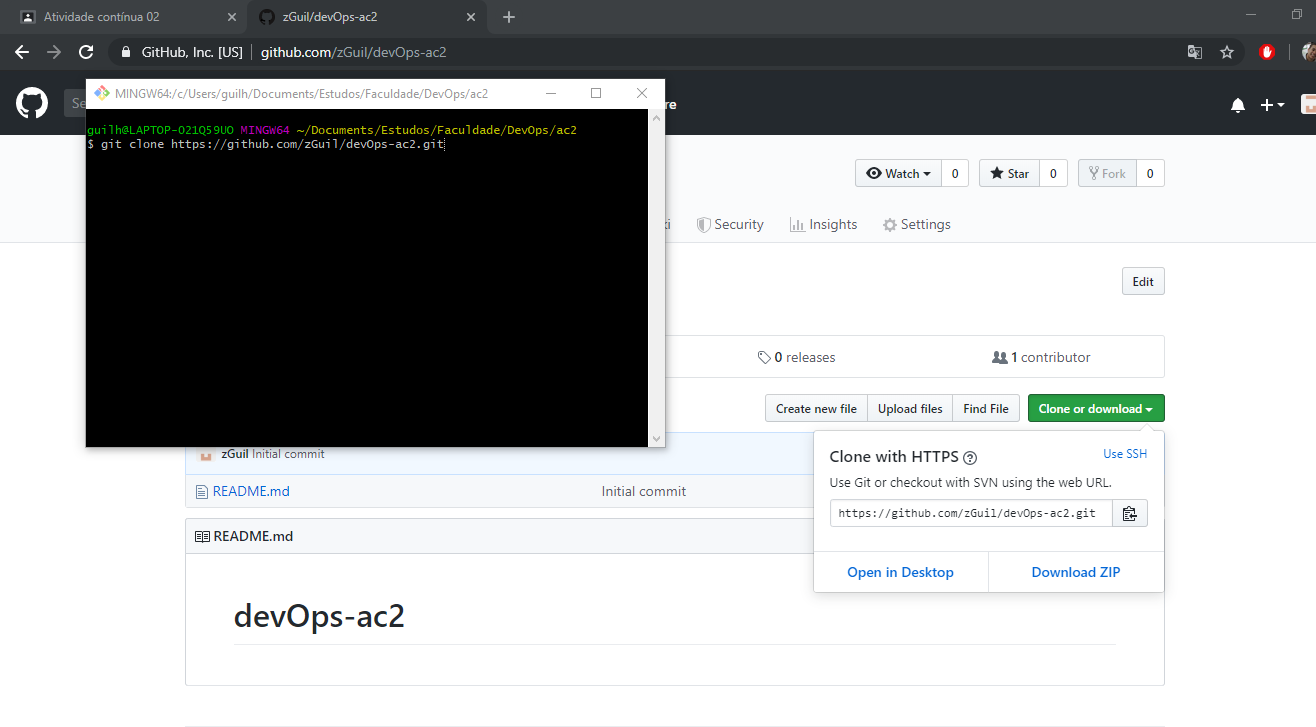 Atividade contínua 02
zGuil/devOps-ac2
GitHub, Inc. [US] github.com/zGuil/devOps-ac2
Se
re
MINGW64:/c/Users/guilh/Documents/Estudos/Faculdade/DevOps/ac2
guilh@LAPTOP-O21Q59UO MINGW64 ~/Documents/Estudos/Faculdade/DevOps/ac2
$ git clone https://github.com/zGuil/devOps-ac2.git
Watch 0 Star 0 Fork 0
ki Security Insights Settings
Edit
0 releases 1 contributor
Create new file Upload files Find File Clone or download
zGuil Initial commit
README.md Initial commit
Clone with HTTPS Use SSH
Use Git or checkout with SVN using the web URL.
https://github.com/zGuil/devOps-ac2.git
Open in Desktop Download ZIP
README.md
devOps-ac2